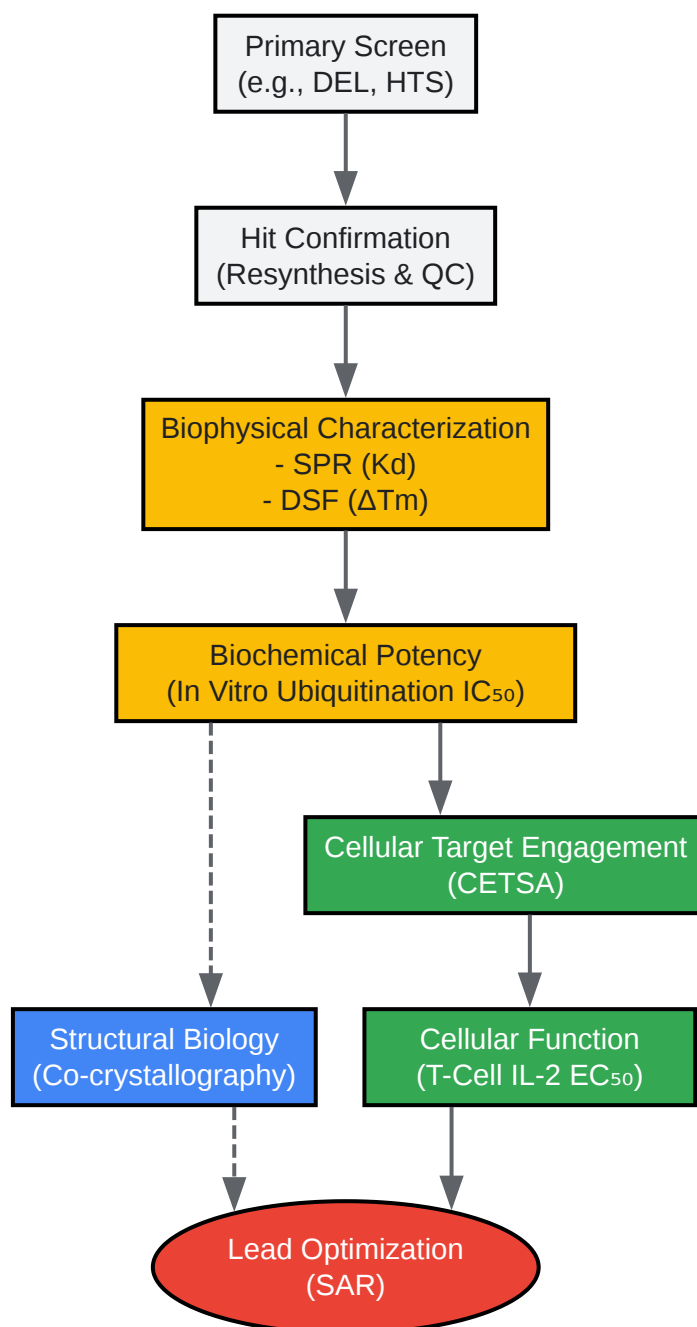 Primary Screen
(e.g., DEL, HTS)
Hit Confirmation
(Resynthesis & QC)
Biophysical Characterization
- SPR (Kd)
- DSF (ΔTm)
Biochemical Potency
(In Vitro Ubiquitination IC₅₀)
Cellular Target Engagement
(CETSA)
Structural Biology
(Co-crystallography)
Cellular Function
(T-Cell IL-2 EC₅₀)
Lead Optimization
(SAR)